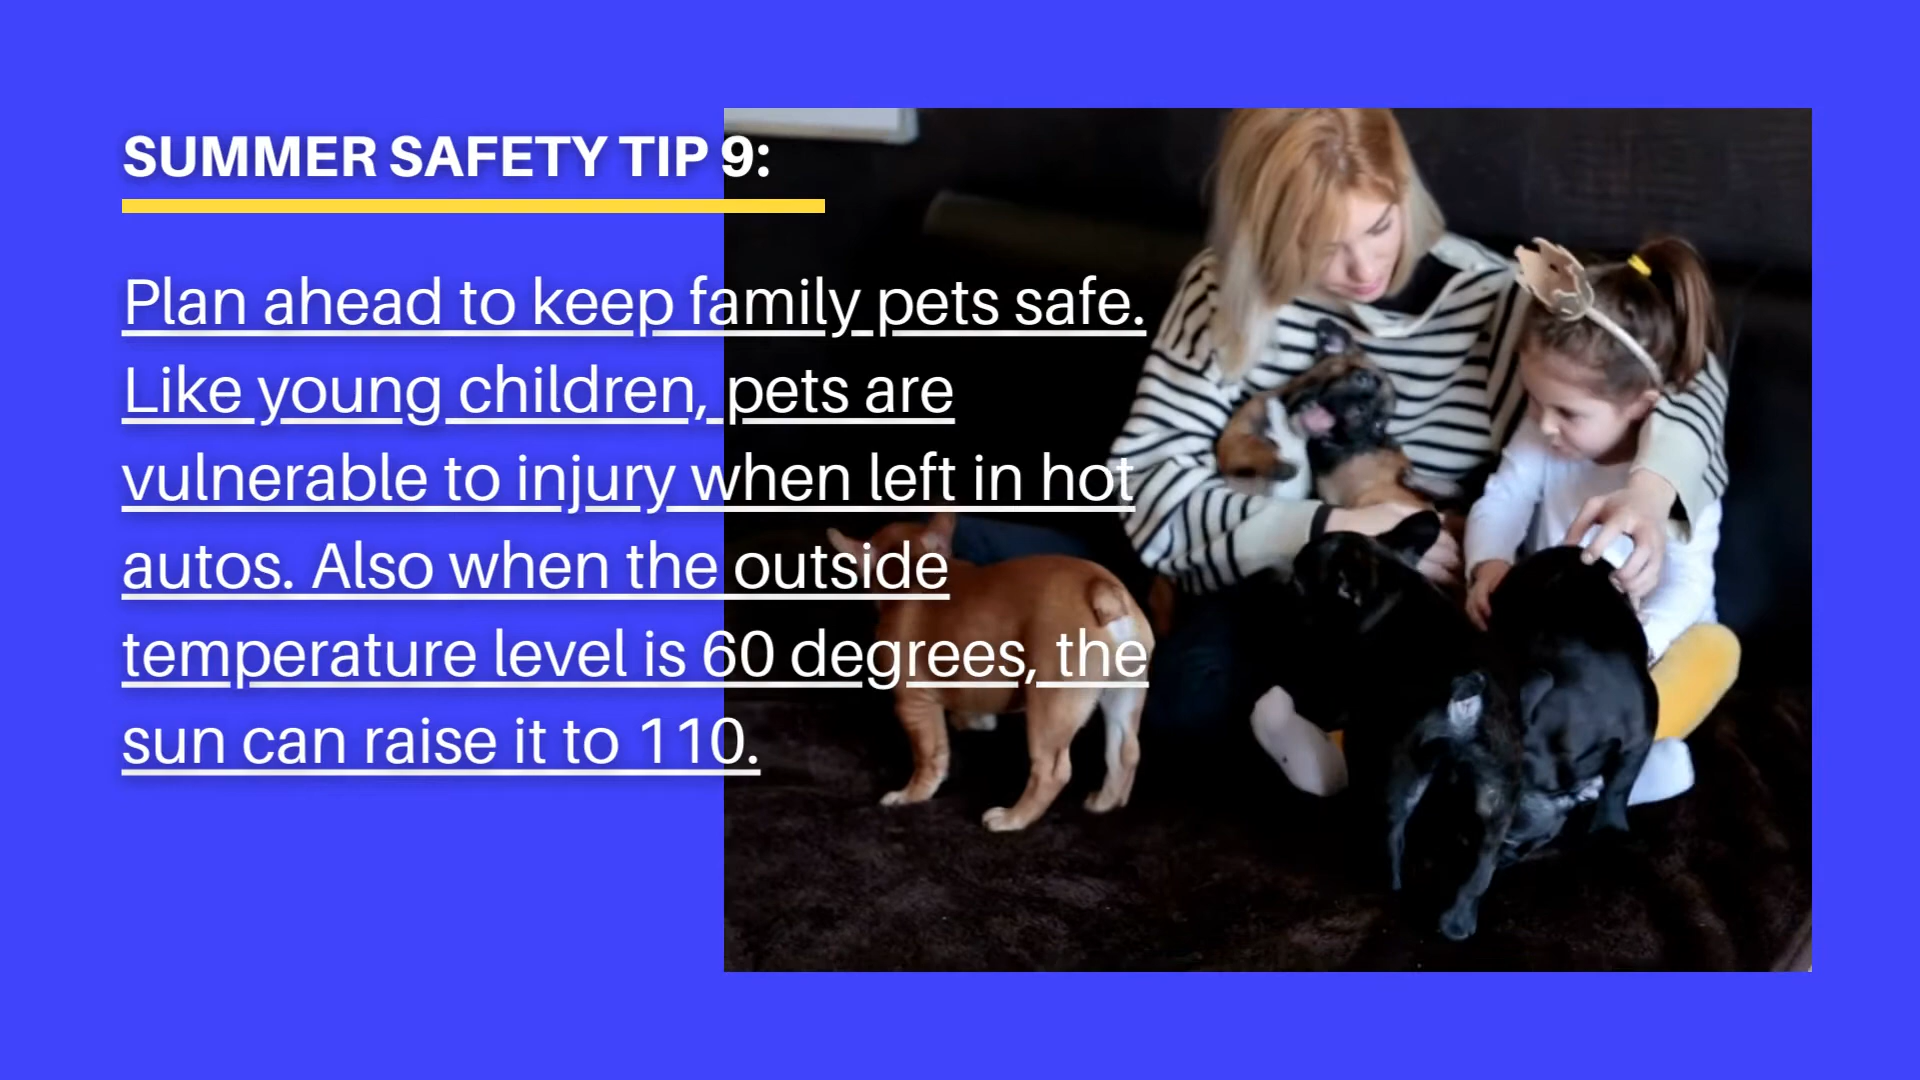 SUMMER SAFETY TIP 9:
Plan ahead to keep family pets safe.
Like young children, pets are
vulnerable to injury when left in hot
autos. Also when the outside
temperature level is 60 degrees, the
sun can raise it to 110.